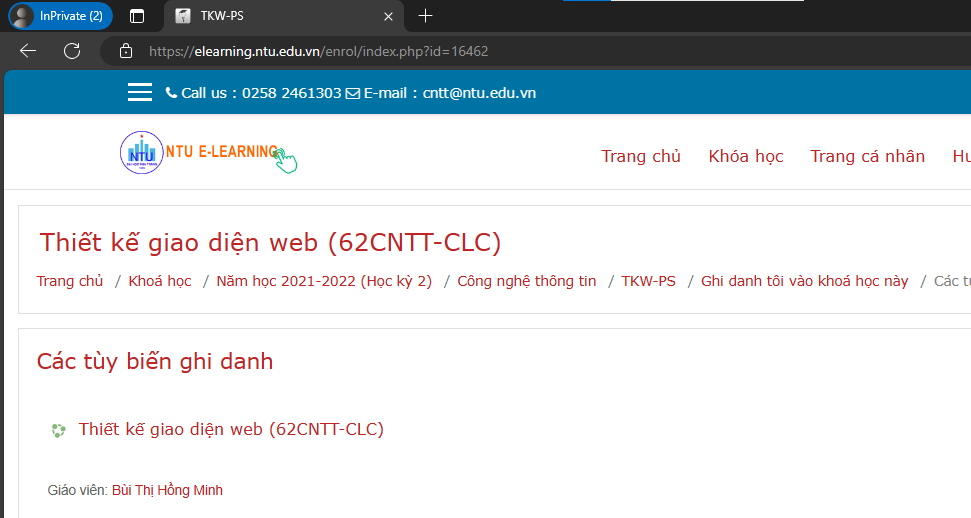 InPrivate (2)
TKW-PS
https://elearning.ntu.edu.vn/enrol/index.php?id=16462
Call us : 0258 2461303 E-mail : cntt@ntu.edu.vn
NTU
NTU E-LEARNING
Trang chủ Khóa học Trang cá nhân
Thiết kế giao diện web (62CNTT-CLC)
Trang chủ / Khoá học / Năm học 2021-2022 (Học kỳ 2) / Công nghệ thông tin / TKW-PS / Ghi danh tôi vào khoá học này / Các
Các tùy biến ghi danh
Thiết kế giao diện web (62CNTT-CLC)
Giáo viên: Bùi Thị Hồng Minh